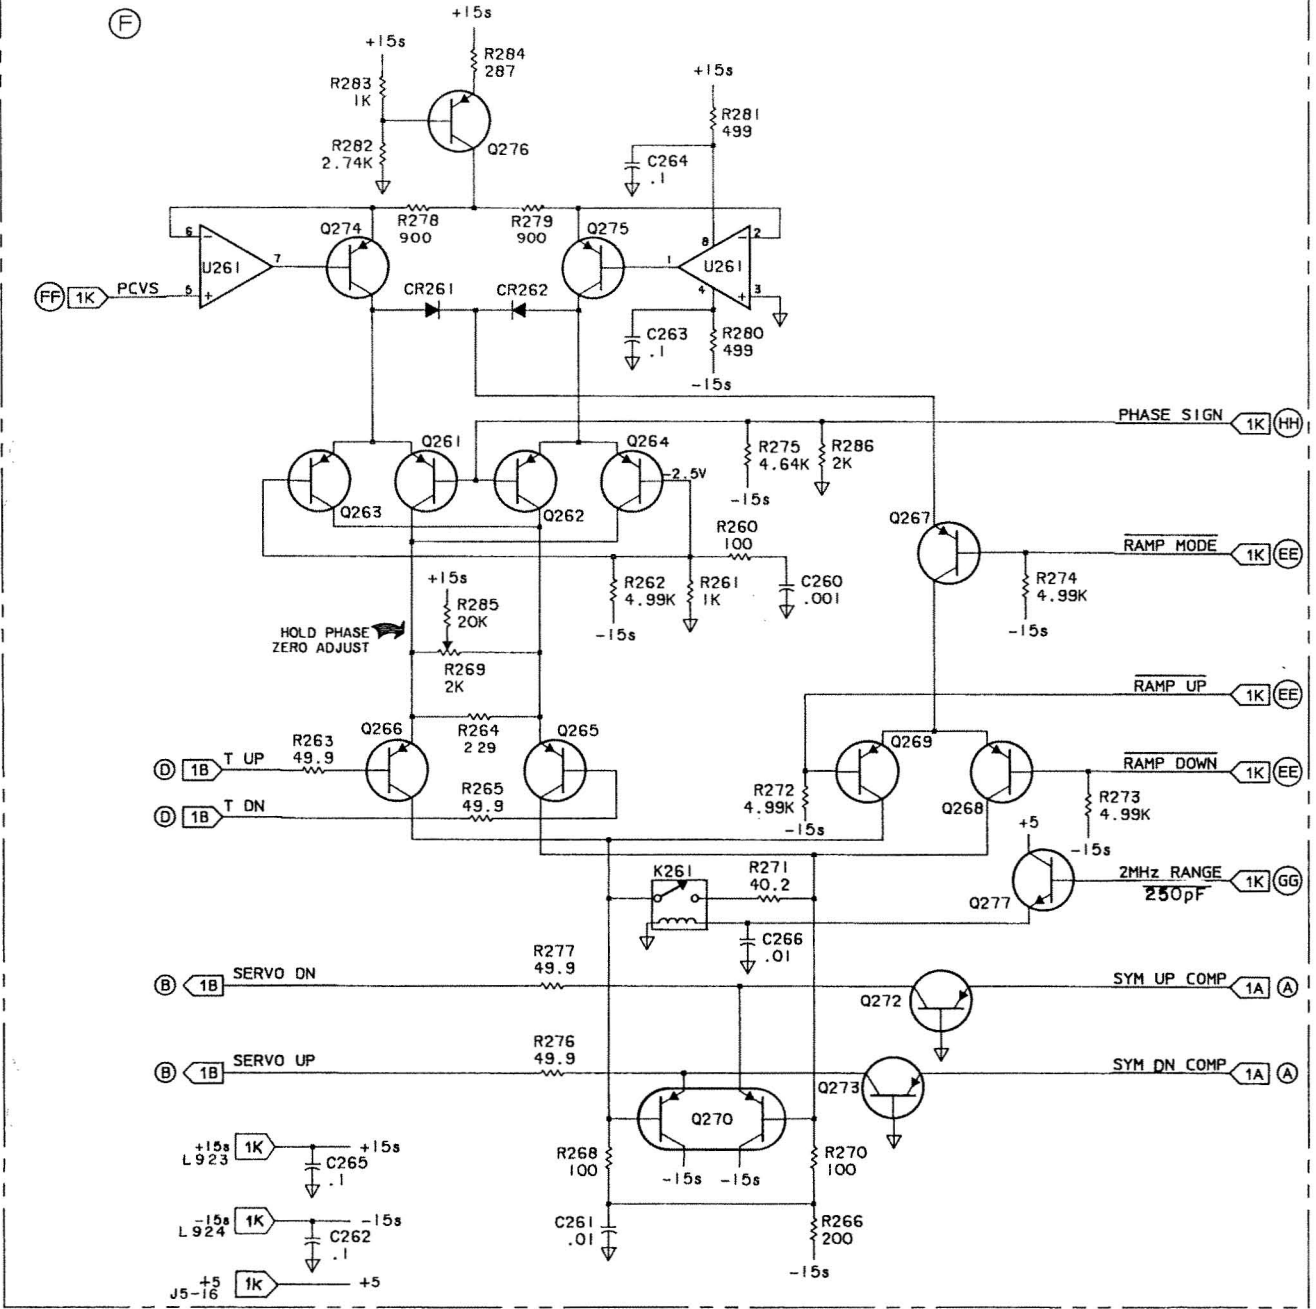 F
+15s
+15s
R284
287
R283
1K
+15s
R281
499
R282
2.74K
Q276
C264
.1
Q274
R278
900
R279
900
Q275
6
U261
7
5
-
+
8
2
1
U261
4
3
-
+
FF 1K PCVS
CR261
CR262
C263
.1
R280
499
-15s
PHASE SIGN 1K HH
Q261
Q264
R275
4.64K
R286
2K
-2.5V
-15s
Q263
Q262
Q267
R260
100
RAMP MODE 1K EE
+15s
R285
20K
R262
4.99K
R261
1K
C260
.001
R274
4.99K
-15s
-15s
HOLD PHASE
ZERO ADJUST
R269
2K
RAMP UP 1K EE
Q266
R264
229
Q265
Q269
R263
49.9
D 1B T UP
RAMP DOWN 1K EE
R265
49.9
R272
4.99K
Q268
R273
4.99K
D 1B T DN
-15s
+5
-15s
K261
R271
40.2
2MHz RANGE 1K GG
250pF
Q277
C266
.01
R277
49.9
B 1B SERVO DN
SYM UP COMP 1A A
Q272
R276
49.9
B 1B SERVO UP
SYM DN COMP 1A A
Q273
Q270
+15s 1K +15s
L923
C265
.1
R268
100
R270
100
-15s
-15s
-15s 1K -15s
L924
C262
.1
C261
.01
R266
200
-15s
+5 1K +5
J5-16